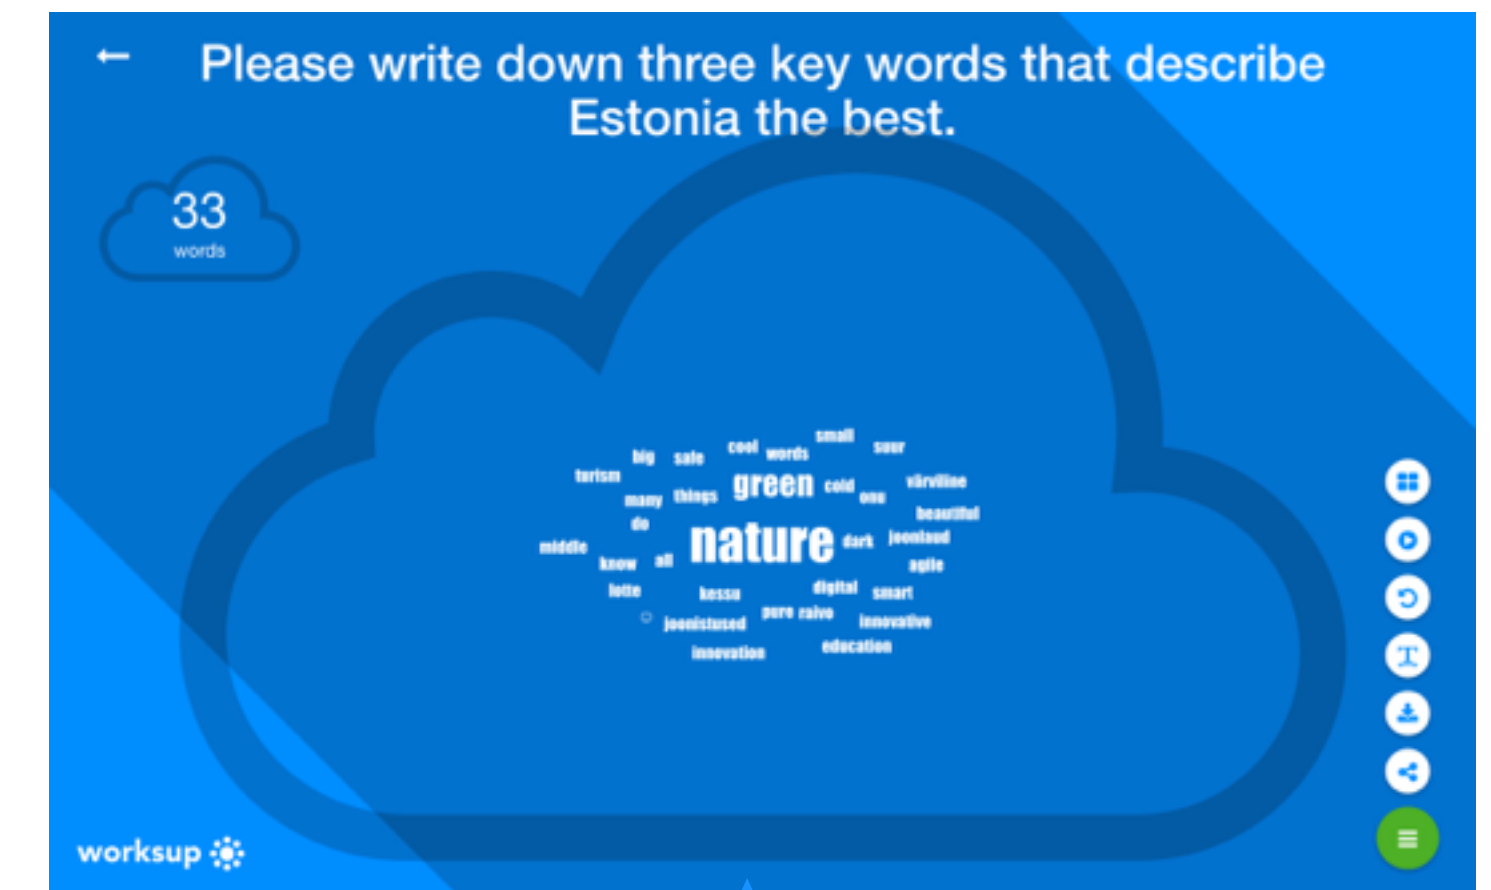 Please write down three key words that describe
Estonia the best.
33
words
small
big safe cool words suur
turism green cold värviline
many things onu
do beautiful
middle nature dark joonlaud
know all agile
lotte kessu digital smart
joonistused pure raivo innovative
innovation education
worksup